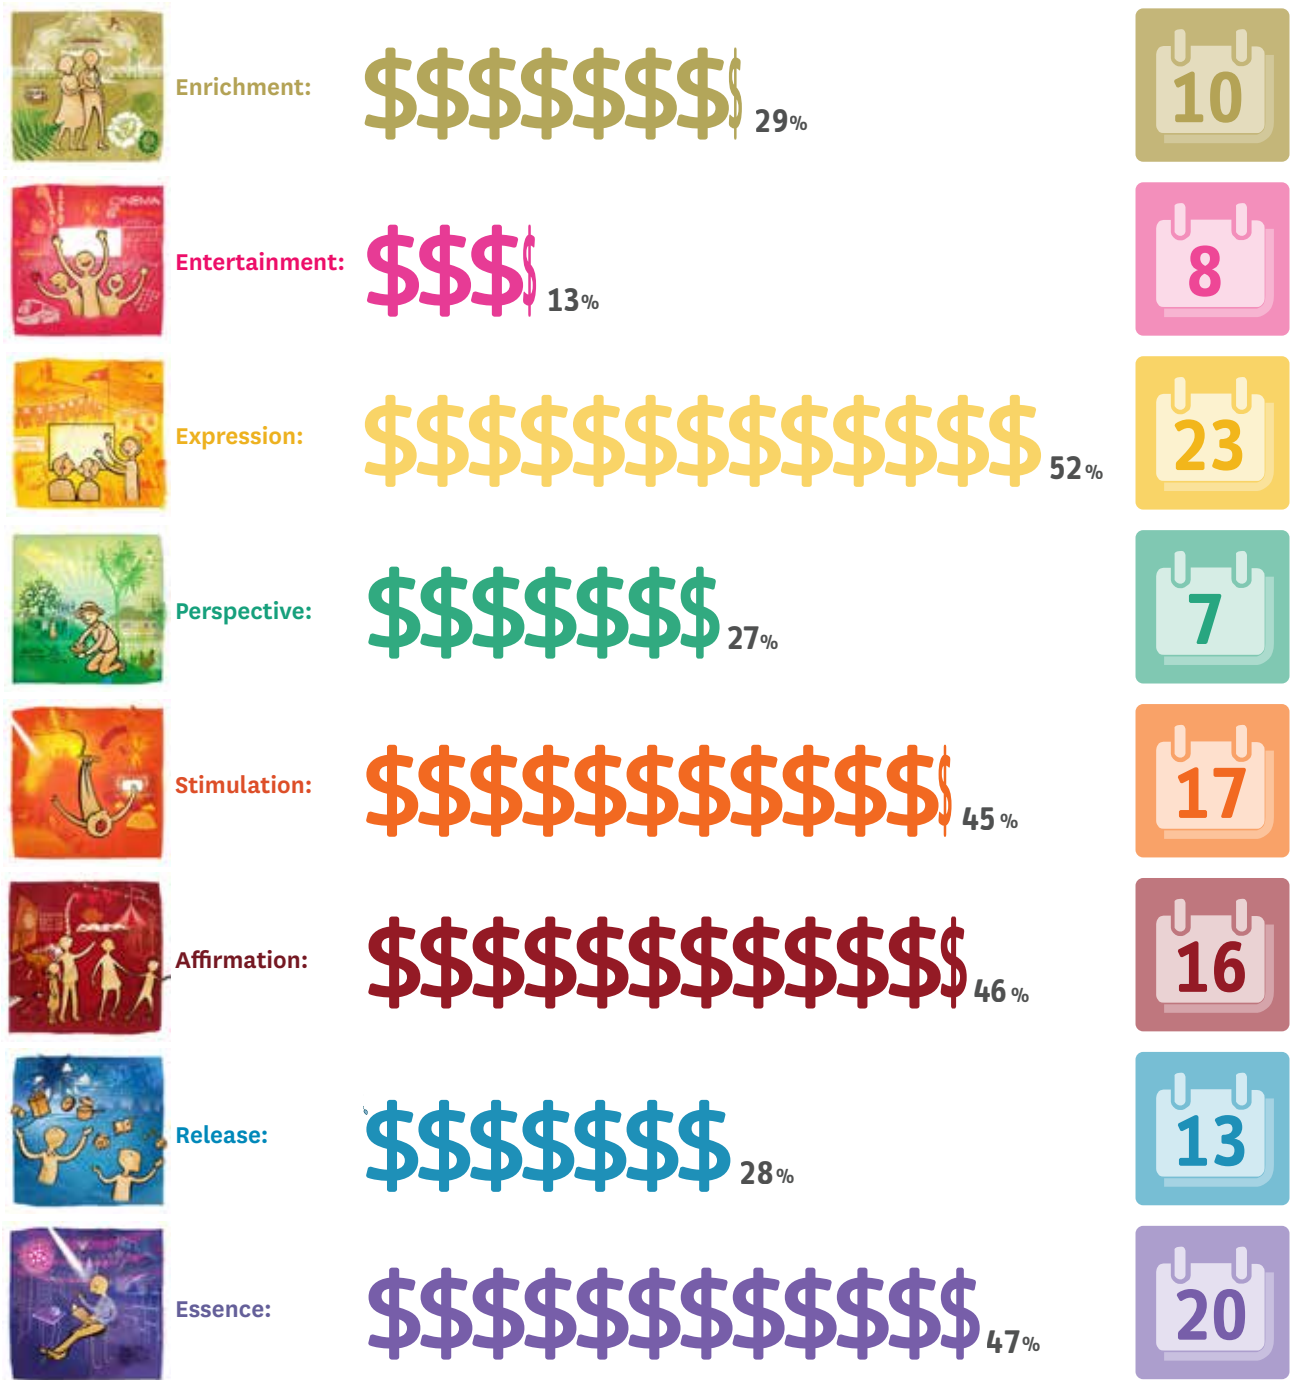 Enrichment: $$$$$$$$ 29% 10
CINEMA
Entertainment: $$$$ 13% 8
Expression: $$$$$$$$$$$$$ 52% 23
Perspective: $$$$$$$ 27% 7
Stimulation: $$$$$$$$$$$$ 45% 17
Affirmation: $$$$$$$$$$$$ 46% 16
Release: $$$$$$$ 28% 13
Essence: $$$$$$$$$$$$ 47% 20